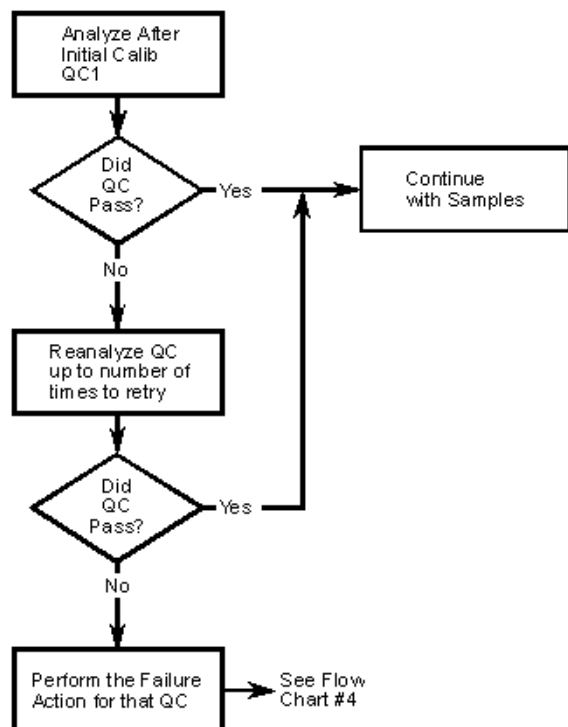 Analyze After
Initial Calib
QC1
Did
QC
Pass?
Yes
Continue
with Samples
No
Reanalyze QC
up to number of
times to retry
Did
QC
Pass?
Yes
No
Perform the Failure
Action for that QC
See Flow
Chart #4